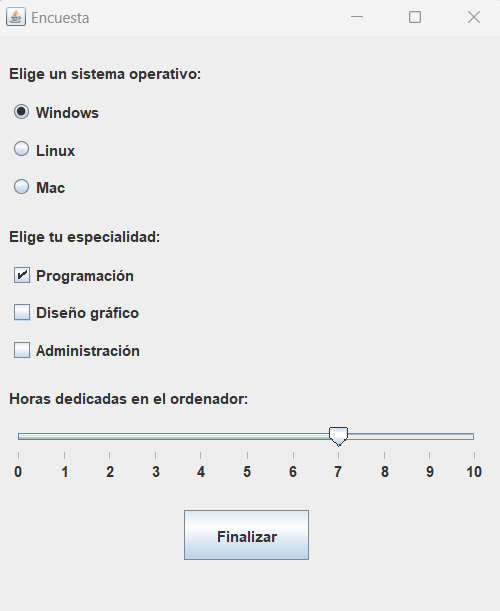 Encuesta
Elige un sistema operativo:
Windows
Linux
Mac
Elige tu especialidad:
Programación
Diseño gráfico
Administración
Horas dedicadas en el ordenador:
0 1 2 3 4 5 6 7 8 9 10
Finalizar